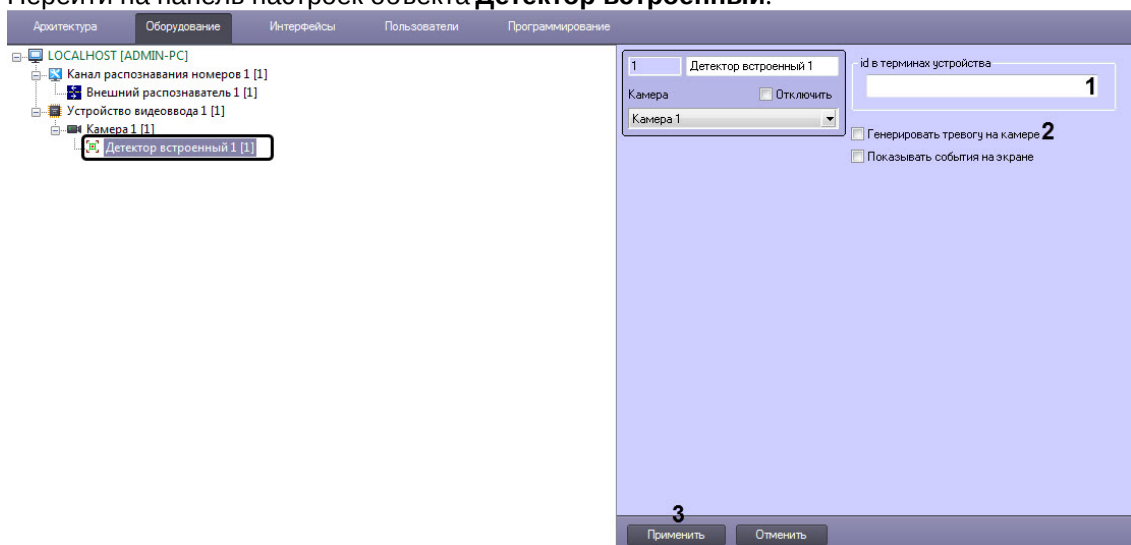 Перейти на панель настроек объекта Детектор встроенный.
Архитектура Оборудование Интерфейсы Пользователи Программирование
LOCALHOST [ADMIN-PC]
Канал распознавания номеров 1 [1]
Внешний распознаватель 1 [1]
Устройство видеоввода 1 [1]
Камера 1 [1]
Детектор встроенный 1 [1]
1 Детектор встроенный 1
Камера Отключить
Камера 1
id в терминах устройства
1
Генерировать тревогу на камере 2
Показывать события на экране
3
Применить Отменить